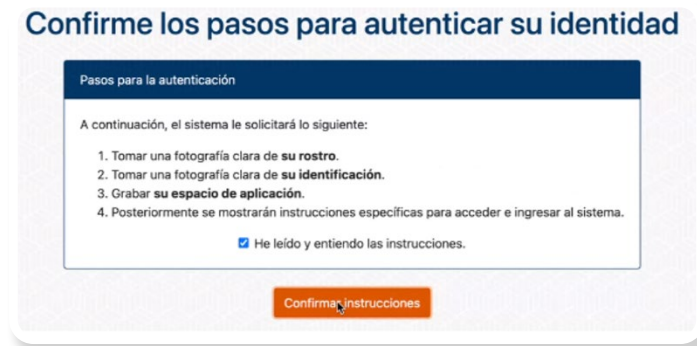 Confirme los pasos para autenticar su identidad
Pasos para la autenticación
A continuación, el sistema le solicitará lo siguiente:
1. Tomar una fotografía clara de su rostro.
2. Tomar una fotografía clara de su identificación.
3. Grabar su espacio de aplicación.
4. Posteriormente se mostrarán instrucciones específicas para acceder e ingresar al sistema.
He leído y entiendo las instrucciones.
Confirmar instrucciones